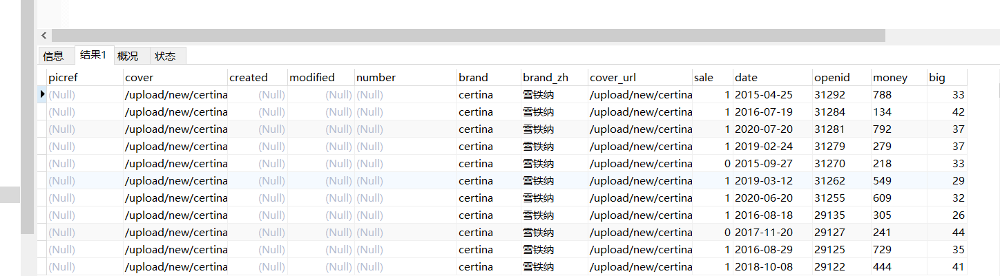 信息 结果1 概况 状态
picref cover created modified number brand brand_zh cover_url sale date openid money big
(Null) /upload/new/certina (Null) (Null) (Null) certina 雪铁纳 /upload/new/certina 1 2015-04-25 31292 788 33
(Null) /upload/new/certina (Null) (Null) (Null) certina 雪铁纳 /upload/new/certina 1 2016-07-19 31284 134 42
(Null) /upload/new/certina (Null) (Null) (Null) certina 雪铁纳 /upload/new/certina 1 2020-07-20 31281 792 37
(Null) /upload/new/certina (Null) (Null) (Null) certina 雪铁纳 /upload/new/certina 1 2019-02-24 31279 279 37
(Null) /upload/new/certina (Null) (Null) (Null) certina 雪铁纳 /upload/new/certina 0 2015-09-27 31270 218 33
(Null) /upload/new/certina (Null) (Null) (Null) certina 雪铁纳 /upload/new/certina 1 2019-03-12 31262 549 29
(Null) /upload/new/certina (Null) (Null) (Null) certina 雪铁纳 /upload/new/certina 1 2020-06-20 31255 609 32
(Null) /upload/new/certina (Null) (Null) (Null) certina 雪铁纳 /upload/new/certina 1 2016-08-18 29135 305 26
(Null) /upload/new/certina (Null) (Null) (Null) certina 雪铁纳 /upload/new/certina 0 2017-11-20 29127 241 44
(Null) /upload/new/certina (Null) (Null) (Null) certina 雪铁纳 /upload/new/certina 1 2016-08-29 29125 729 35
(Null) /upload/new/certina (Null) (Null) (Null) certina 雪铁纳 /upload/new/certina 1 2018-10-08 29122 444 41